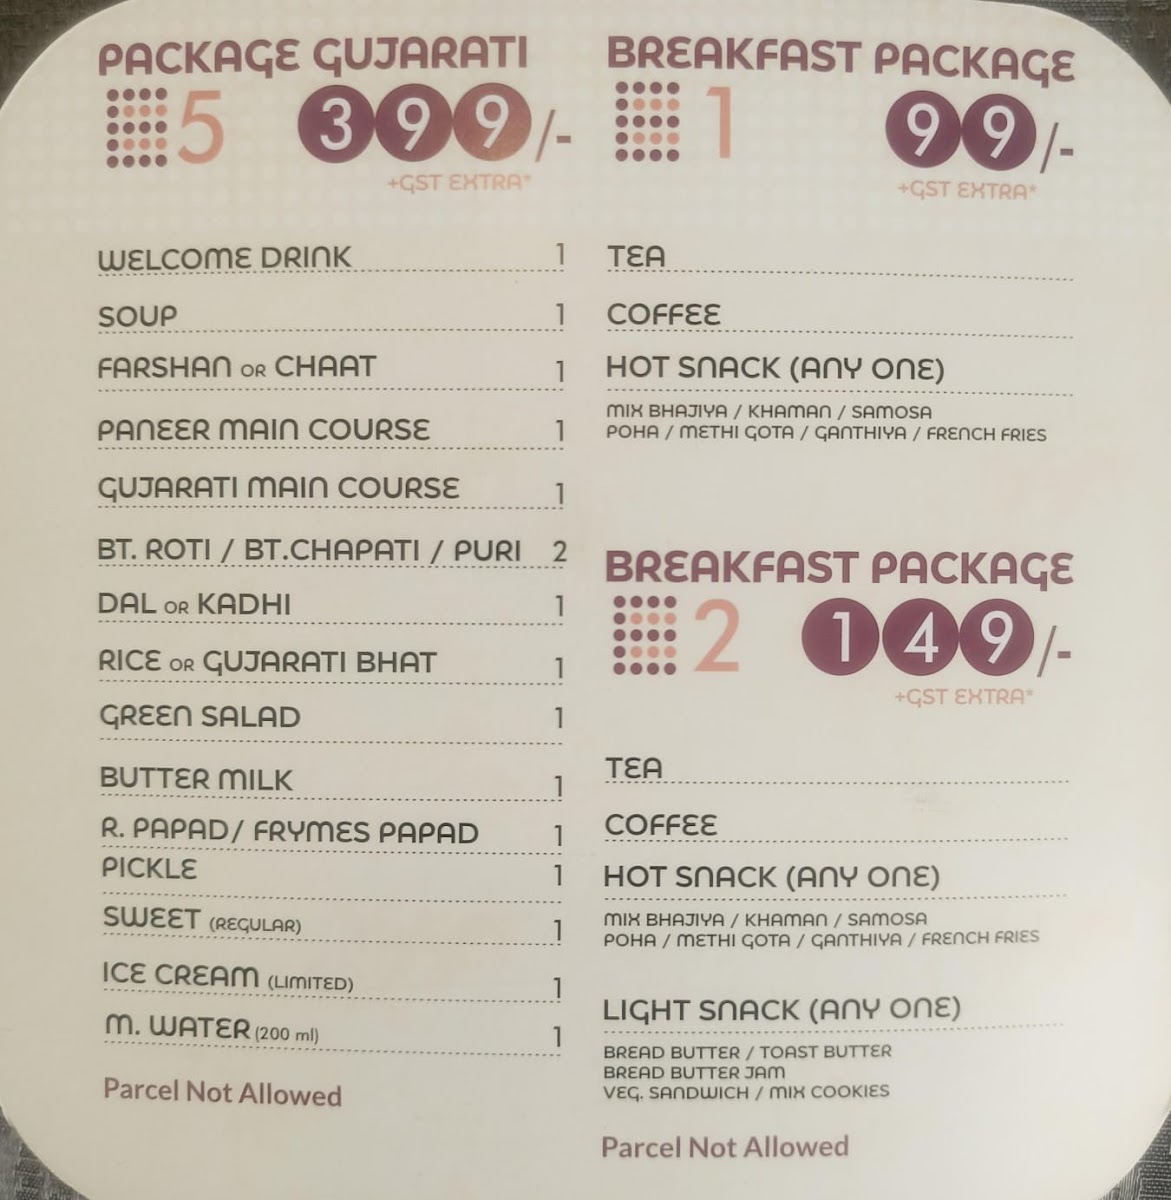 PACKAGE GUJARATI
5 399/-
+GST EXTRA*
WELCOME DRINK 1
SOUP 1
FARSHAN OR CHAAT 1
PANEER MAIN COURSE 1
GUJARATI MAIN COURSE 1
BT. ROTI / BT.CHAPATI / PURI 2
DAL OR KADHI 1
RICE OR GUJARATI BHAT 1
GREEN SALAD 1
BUTTER MILK 1
R. PAPAD/ FRYMES PAPAD 1
PICKLE 1
SWEET (REGULAR) 1
ICE CREAM (LIMITED) 1
M. WATER (200 ml) 1
Parcel Not Allowed
BREAKFAST PACKAGE
1 99/-
+GST EXTRA*
TEA
COFFEE
HOT SNACK (ANY ONE)
MIX BHAJIYA / KHAMAN / SAMOSA
POHA / METHI GOTA / GANTHIYA / FRENCH FRIES
BREAKFAST PACKAGE
2 149/-
+GST EXTRA*
TEA
COFFEE
HOT SNACK (ANY ONE)
MIX BHAJIYA / KHAMAN / SAMOSA
POHA / METHI GOTA / GANTHIYA / FRENCH FRIES
LIGHT SNACK (ANY ONE)
BREAD BUTTER / TOAST BUTTER
BREAD BUTTER JAM
VEG. SANDWICH / MIX COOKIES
Parcel Not Allowed